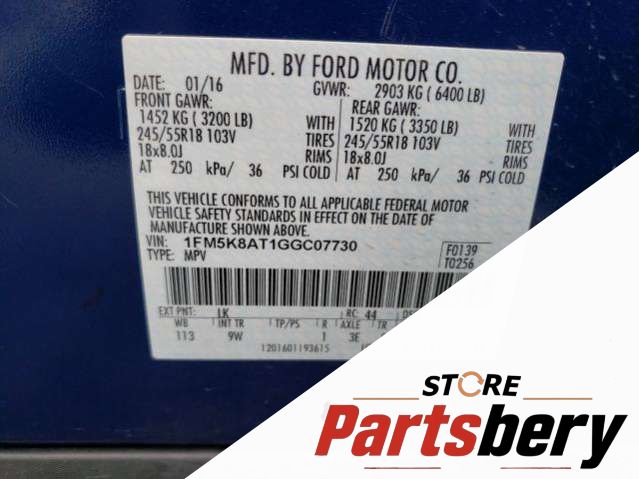 MFD. BY FORD MOTOR CO.
DATE: 01/16 GVWR: 2903 KG ( 6400 LB)
FRONT GAWR: REAR GAWR:
1452 KG ( 3200 LB) WITH 1520 KG ( 3350 LB) WITH
245/55R18 103V TIRES 245/55R18 103V TIRES
18x8.0J RIMS 18x8.0J RIMS
AT 250 kPa/ 36 PSI COLD AT 250 kPa/ 36 PSI COLD
THIS VEHICLE CONFORMS TO ALL APPLICABLE FEDERAL MOTOR
VEHICLE SAFETY STANDARDS IN EFFECT ON THE DATE OF
MANUFACTURE SHOWN ABOVE.
VIN: 1FM5K8AT1GGC07730
TYPE: MPV
F0139
T0256
EXT PNT: LK RC: 44
WB INT TR TP/PS R AXLE TR
113 9W 1 3E
1201601193615
STORE
Partsbery